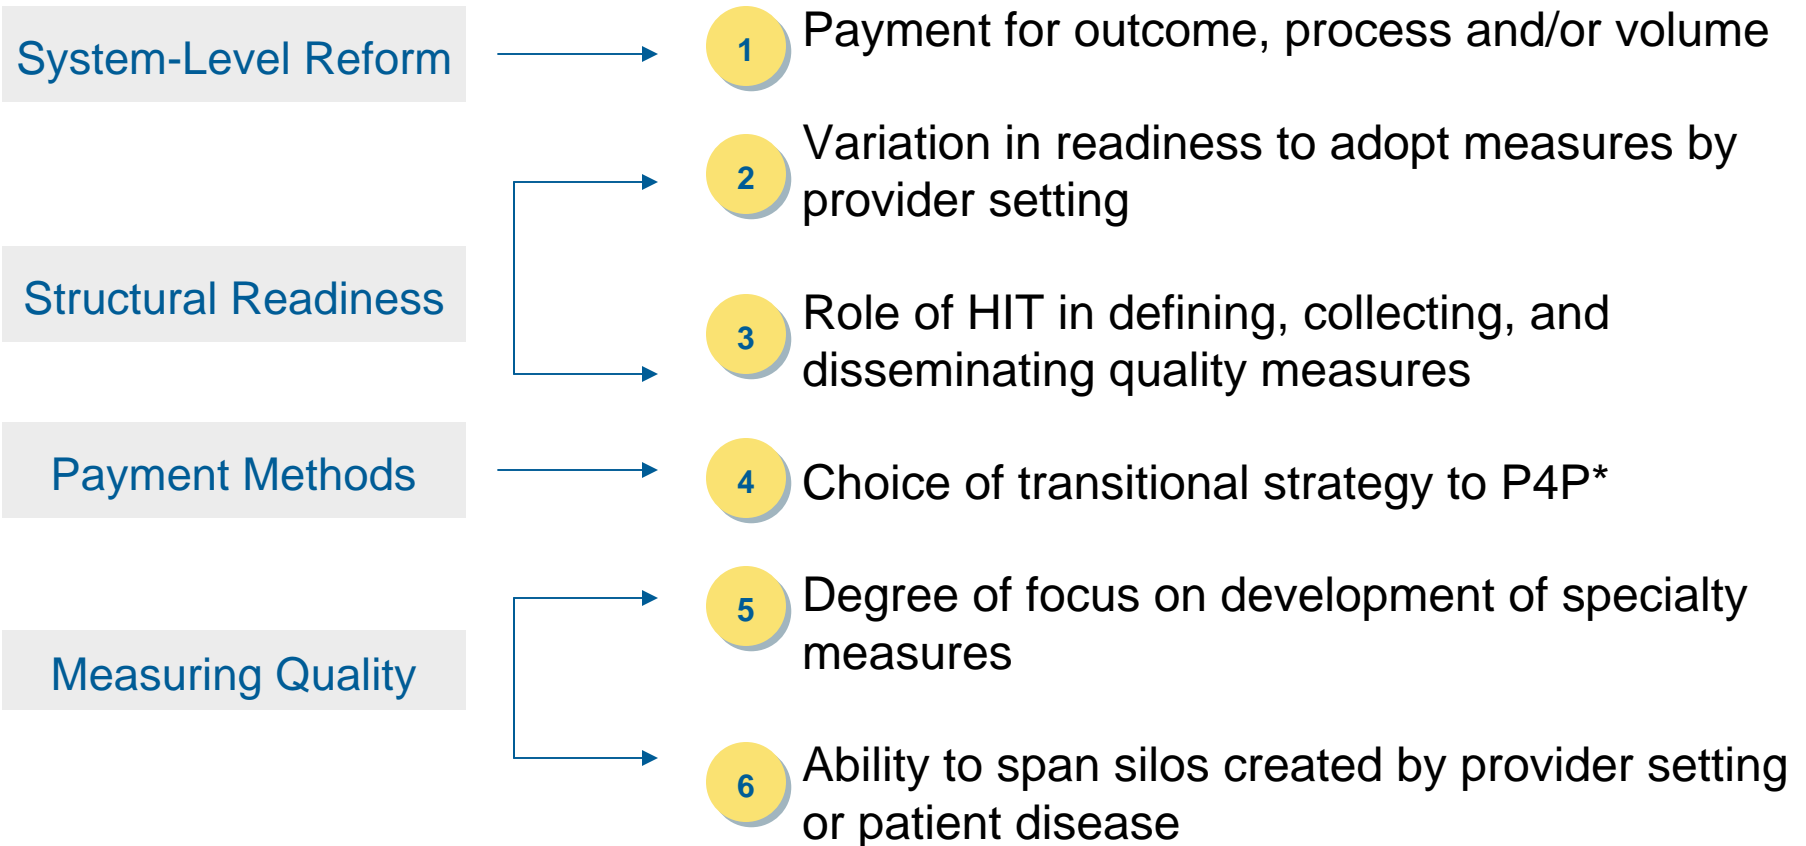 System-Level Reform
1
Payment for outcome, process and/or volume
2
Variation in readiness to adopt measures by
provider setting
Structural Readiness
3
Role of HIT in defining, collecting, and
disseminating quality measures
Payment Methods
4
Choice of transitional strategy to P4P*
5
Degree of focus on development of specialty
measures
Measuring Quality
6
Ability to span silos created by provider setting
or patient disease